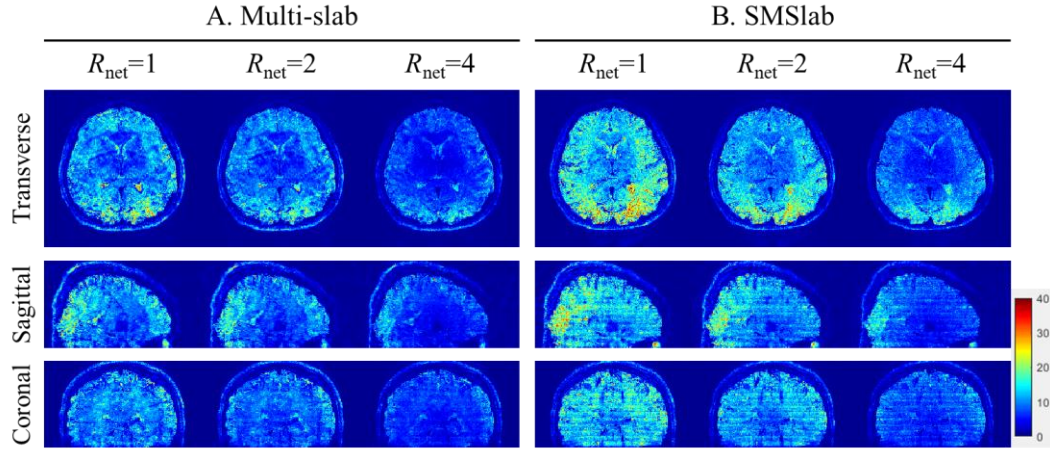 A. Multi-slab
B. SMSlab
Rnet=1
Rnet=2
Rnet=4
Rnet=1
Rnet=2
Rnet=4
Transverse
Sagittal
Coronal
40
30
20
10
0